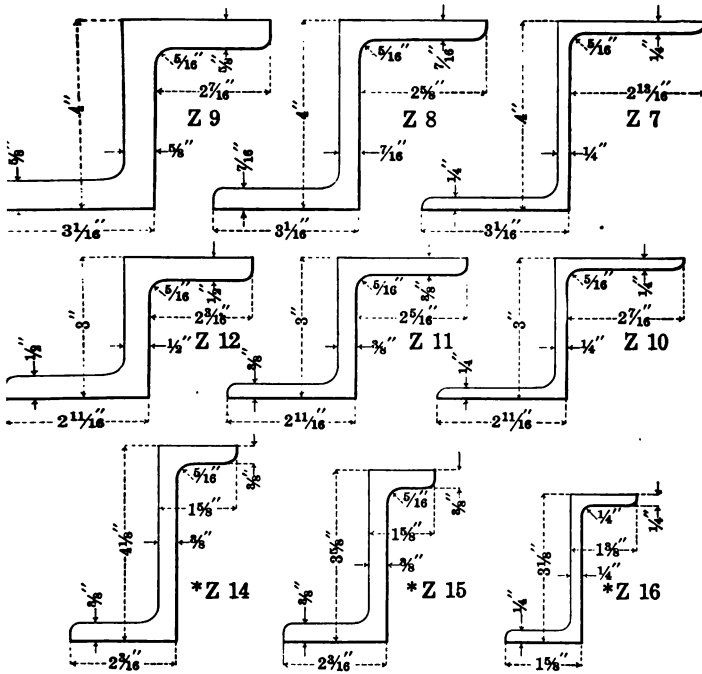 4″ 5/16″ 5/8″ 2 7/16″ Z 9 5/8″ 5/8″ 3 1/16″
4″ 5/16″ 7/16″ 2 5/8″ Z 8 7/16″ 7/16″ 3 1/16″
4″ 5/16″ 1/4″ 2 13/16″ Z 7 1/4″ 1/4″ 3 1/16″
3″ 5/16″ 1/2″ 2 3/16″ Z 12 1/2″ 1/2″ 2 11/16″
3″ 5/16″ 3/8″ 2 5/16″ Z 11 3/8″ 3/8″ 2 11/16″
3″ 5/16″ 1/4″ 2 7/16″ Z 10 1/4″ 1/4″ 2 11/16″
4 1/8″ 5/16″ 3/8″ 1 5/8″ 3/8″ *Z 14 3/8″ 2 3/16″
3 5/8″ 5/16″ 3/8″ 1 5/8″ 3/8″ *Z 15 3/8″ 2 3/16″
3 1/8″ 1/4″ 1/4″ 1 3/8″ 1/4″ *Z 16 1/4″ 1 5/8″